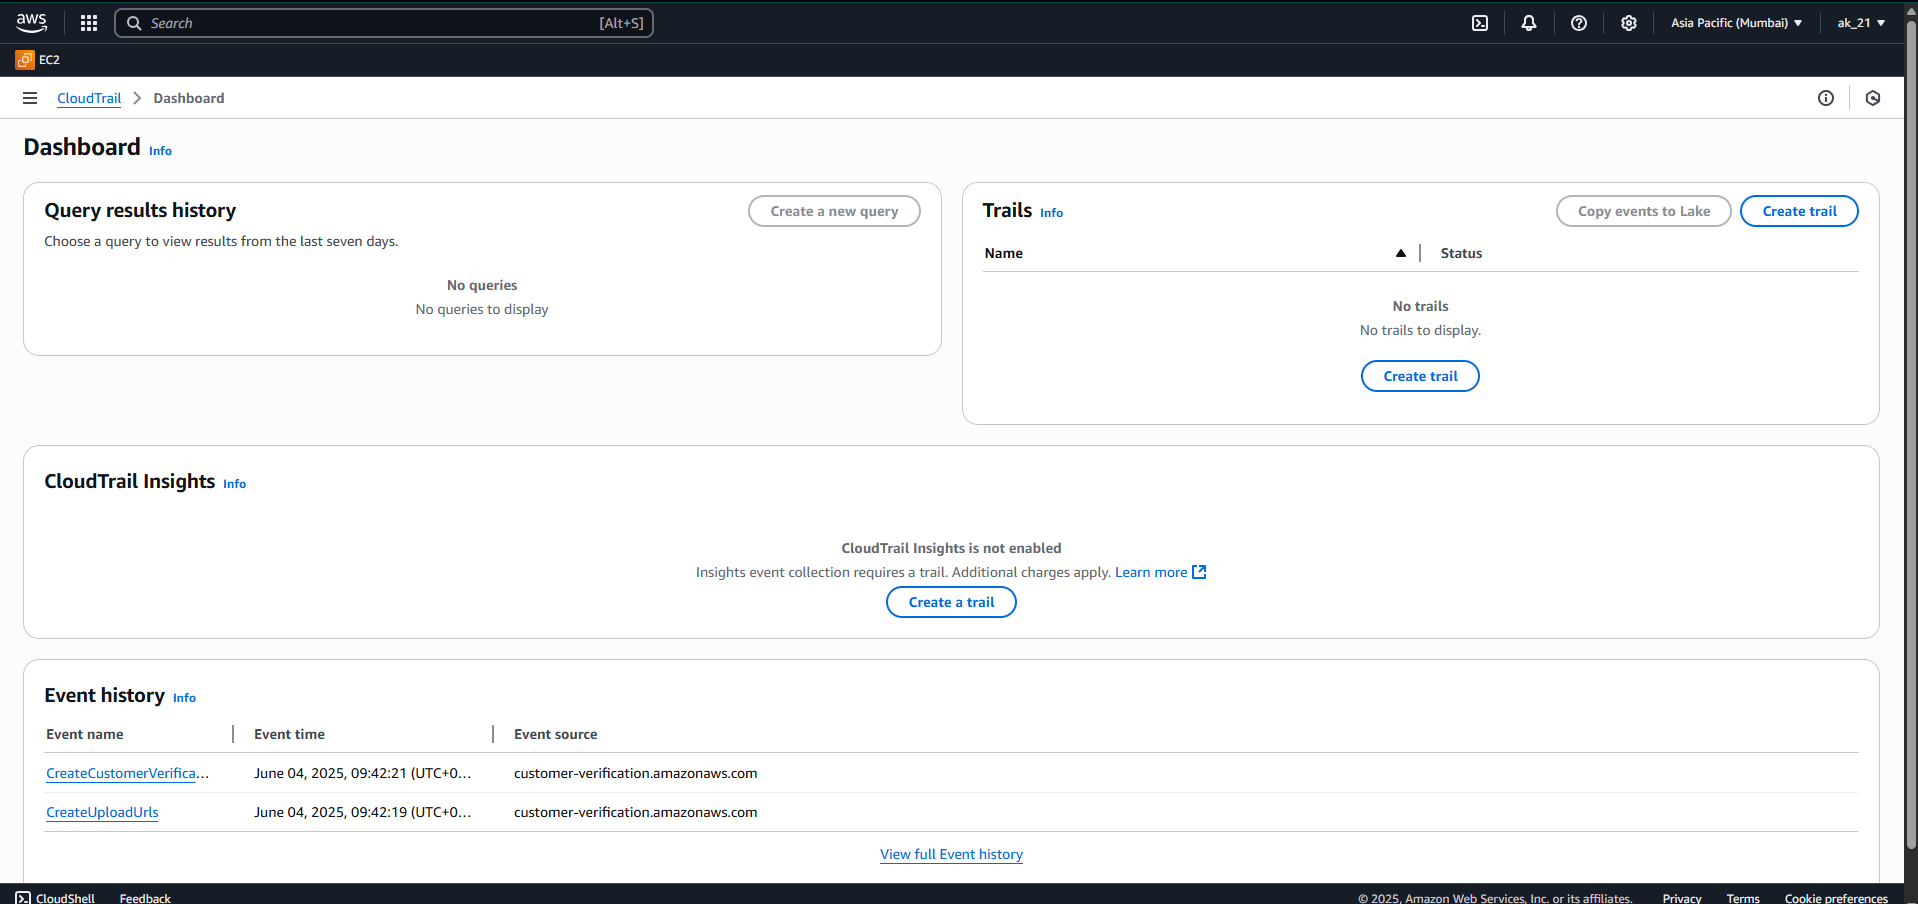 aws
Search [Alt+S]
Asia Pacific (Mumbai)
ak_21
EC2
CloudTrail
Dashboard
Dashboard Info
Query results history
Create a new query
Choose a query to view results from the last seven days.
No queries
No queries to display
Trails Info
Copy events to Lake
Create trail
Name
Status
No trails
No trails to display.
Create trail
CloudTrail Insights Info
CloudTrail Insights is not enabled
Insights event collection requires a trail. Additional charges apply. Learn more
Create a trail
Event history Info
Event name Event time Event source
CreateCustomerVerifica... June 04, 2025, 09:42:21 (UTC+0... customer-verification.amazonaws.com
CreateUploadUrls June 04, 2025, 09:42:19 (UTC+0... customer-verification.amazonaws.com
View full Event history
CloudShell Feedback © 2025, Amazon Web Services, Inc. or its affiliates. Privacy Terms Cookie preferences